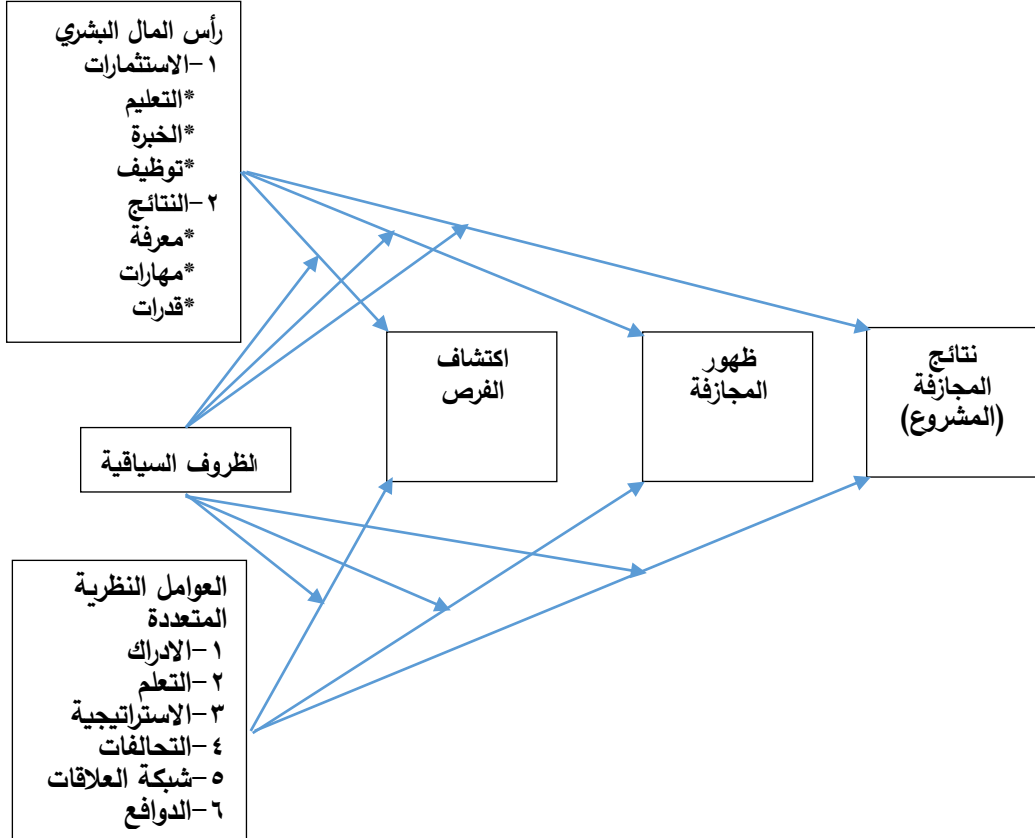 رأس المال البشري
١-الاستثمارات
*التعليم
*الخبرة
*توظيف
٢-النتائج
*معرفة
*مهارات
*قدرات
اكتشاف
الفرص
ظهور
المجازفة
نتائج
المجازفة
(المشروع)
الظروف السياقية
العوامل النظرية
المتعددة
١-الادراك
٢-التعلم
٣-الاستراتيجية
٤-التحالفات
٥-شبكة العلاقات
٦-الدوافع